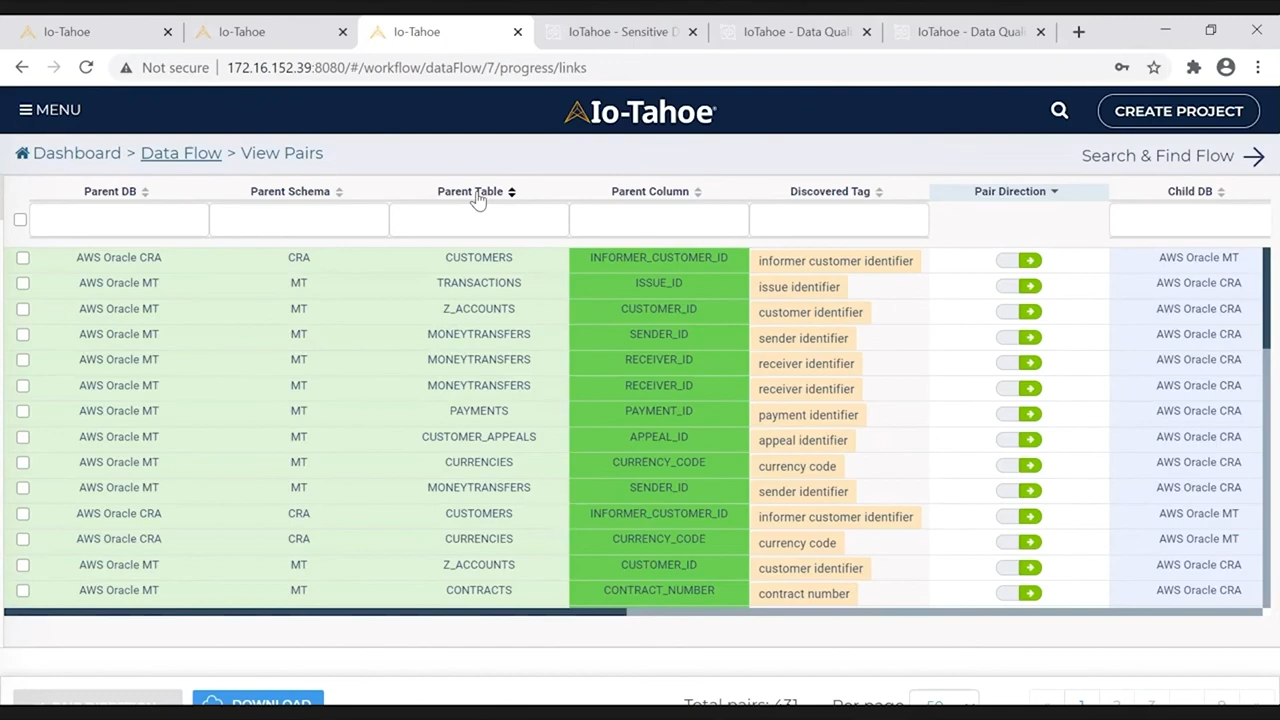 Io-Tahoe
Io-Tahoe
Io-Tahoe
IoTahoe - Sensitive D
IoTahoe - Data Quali
IoTahoe - Data Quali
Not secure 172.16.152.39:8080/#/workflow/dataFlow/7/progress/links
MENU
Io-Tahoe
CREATE PROJECT
Dashboard > Data Flow > View Pairs
Search & Find Flow
Parent DB Parent Schema Parent Table Parent Column Discovered Tag Pair Direction Child DB
AWS Oracle CRA CRA CUSTOMERS INFORMER_CUSTOMER_ID informer customer identifier AWS Oracle MT
AWS Oracle MT MT TRANSACTIONS ISSUE_ID issue identifier AWS Oracle CRA
AWS Oracle MT MT Z_ACCOUNTS CUSTOMER_ID customer identifier AWS Oracle CRA
AWS Oracle MT MT MONEYTRANSFERS SENDER_ID sender identifier AWS Oracle CRA
AWS Oracle MT MT MONEYTRANSFERS RECEIVER_ID receiver identifier AWS Oracle CRA
AWS Oracle MT MT MONEYTRANSFERS RECEIVER_ID receiver identifier AWS Oracle CRA
AWS Oracle MT MT PAYMENTS PAYMENT_ID payment identifier AWS Oracle CRA
AWS Oracle MT MT CUSTOMER_APPEALS APPEAL_ID appeal identifier AWS Oracle CRA
AWS Oracle MT MT CURRENCIES CURRENCY_CODE currency code AWS Oracle CRA
AWS Oracle MT MT MONEYTRANSFERS SENDER_ID sender identifier AWS Oracle CRA
AWS Oracle CRA CRA CUSTOMERS INFORMER_CUSTOMER_ID informer customer identifier AWS Oracle MT
AWS Oracle CRA CRA CURRENCIES CURRENCY_CODE currency code AWS Oracle MT
AWS Oracle MT MT Z_ACCOUNTS CUSTOMER_ID customer identifier AWS Oracle CRA
AWS Oracle MT MT CONTRACTS CONTRACT_NUMBER contract number AWS Oracle CRA
DOWNLOAD Total pairs: 431 Per page 50